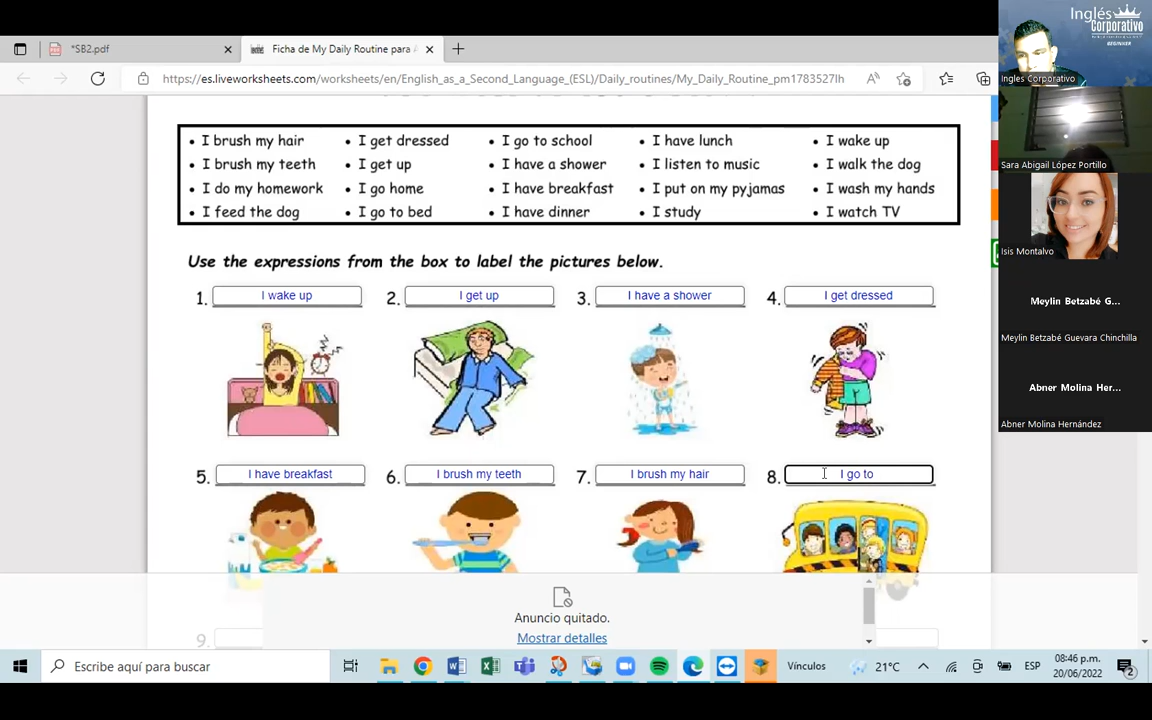 *SB2.pdf
Ficha de My Daily Routine para
https://es.liveworksheets.com/worksheets/en/English_as_a_Second_Language_(ESL)/Daily_routines/My_Daily_Routine_pm1783527lh
Inglés
Corporativo
BEGINNER
Ingles Corporativo
Sara Abigail López Portillo
Isis Montalvo
Meylin Betzabé G...
Meylin Betzabé Guevara Chinchilla
Abner Molina Her...
Abner Molina Hernández
• I brush my hair • I get dressed • I go to school • I have lunch • I wake up
• I brush my teeth • I get up • I have a shower • I listen to music • I walk the dog
• I do my homework • I go home • I have breakfast • I put on my pyjamas • I wash my hands
• I feed the dog • I go to bed • I have dinner • I study • I watch TV
Use the expressions from the box to label the pictures below.
1. I wake up 2. I get up 3. I have a shower 4. I get dressed
5. I have breakfast 6. I brush my teeth 7. I brush my hair 8. I go to
9.
Anuncio quitado.
Mostrar detalles
Escribe aquí para buscar
Vínculos
21°C
ESP
08:46 p.m.
20/06/2022
2